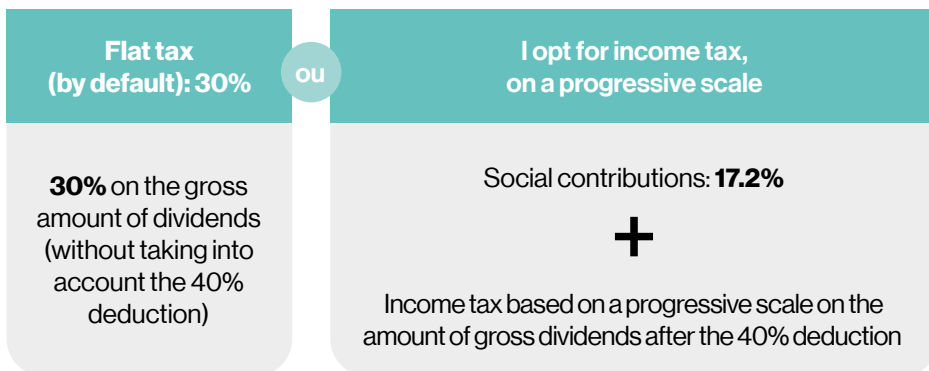 Flat tax
(by default): 30%
ou
I opt for income tax,
on a progressive scale
30% on the gross
amount of dividends
(without taking into
account the 40%
deduction)
Social contributions: 17.2%
+
Income tax based on a progressive scale on the
amount of gross dividends after the 40% deduction